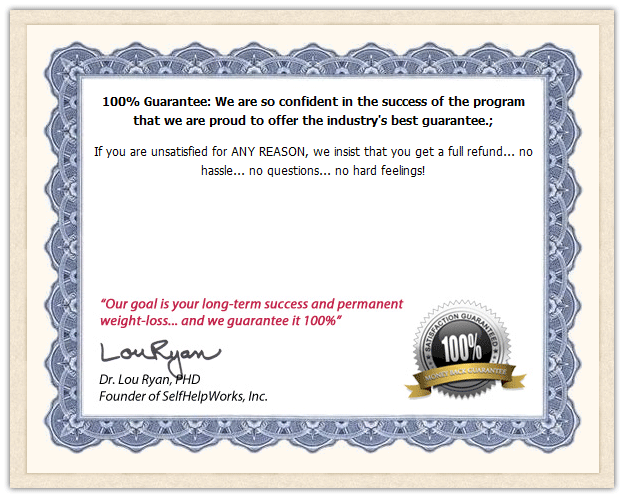 100% Guarantee: We are so confident in the success of the program
that we are proud to offer the industry's best guarantee.;
If you are unsatisfied for ANY REASON, we insist that you get a full refund... no
hassle... no questions... no hard feelings!
“Our goal is your long-term success and permanent
weight-loss... and we guarantee it 100%”
LouRyan
Dr. Lou Ryan, PHD
Founder of SelfHelpWorks, Inc.
SATISFACTION GUARANTEED
100%
MONEY BACK GUARANTEE